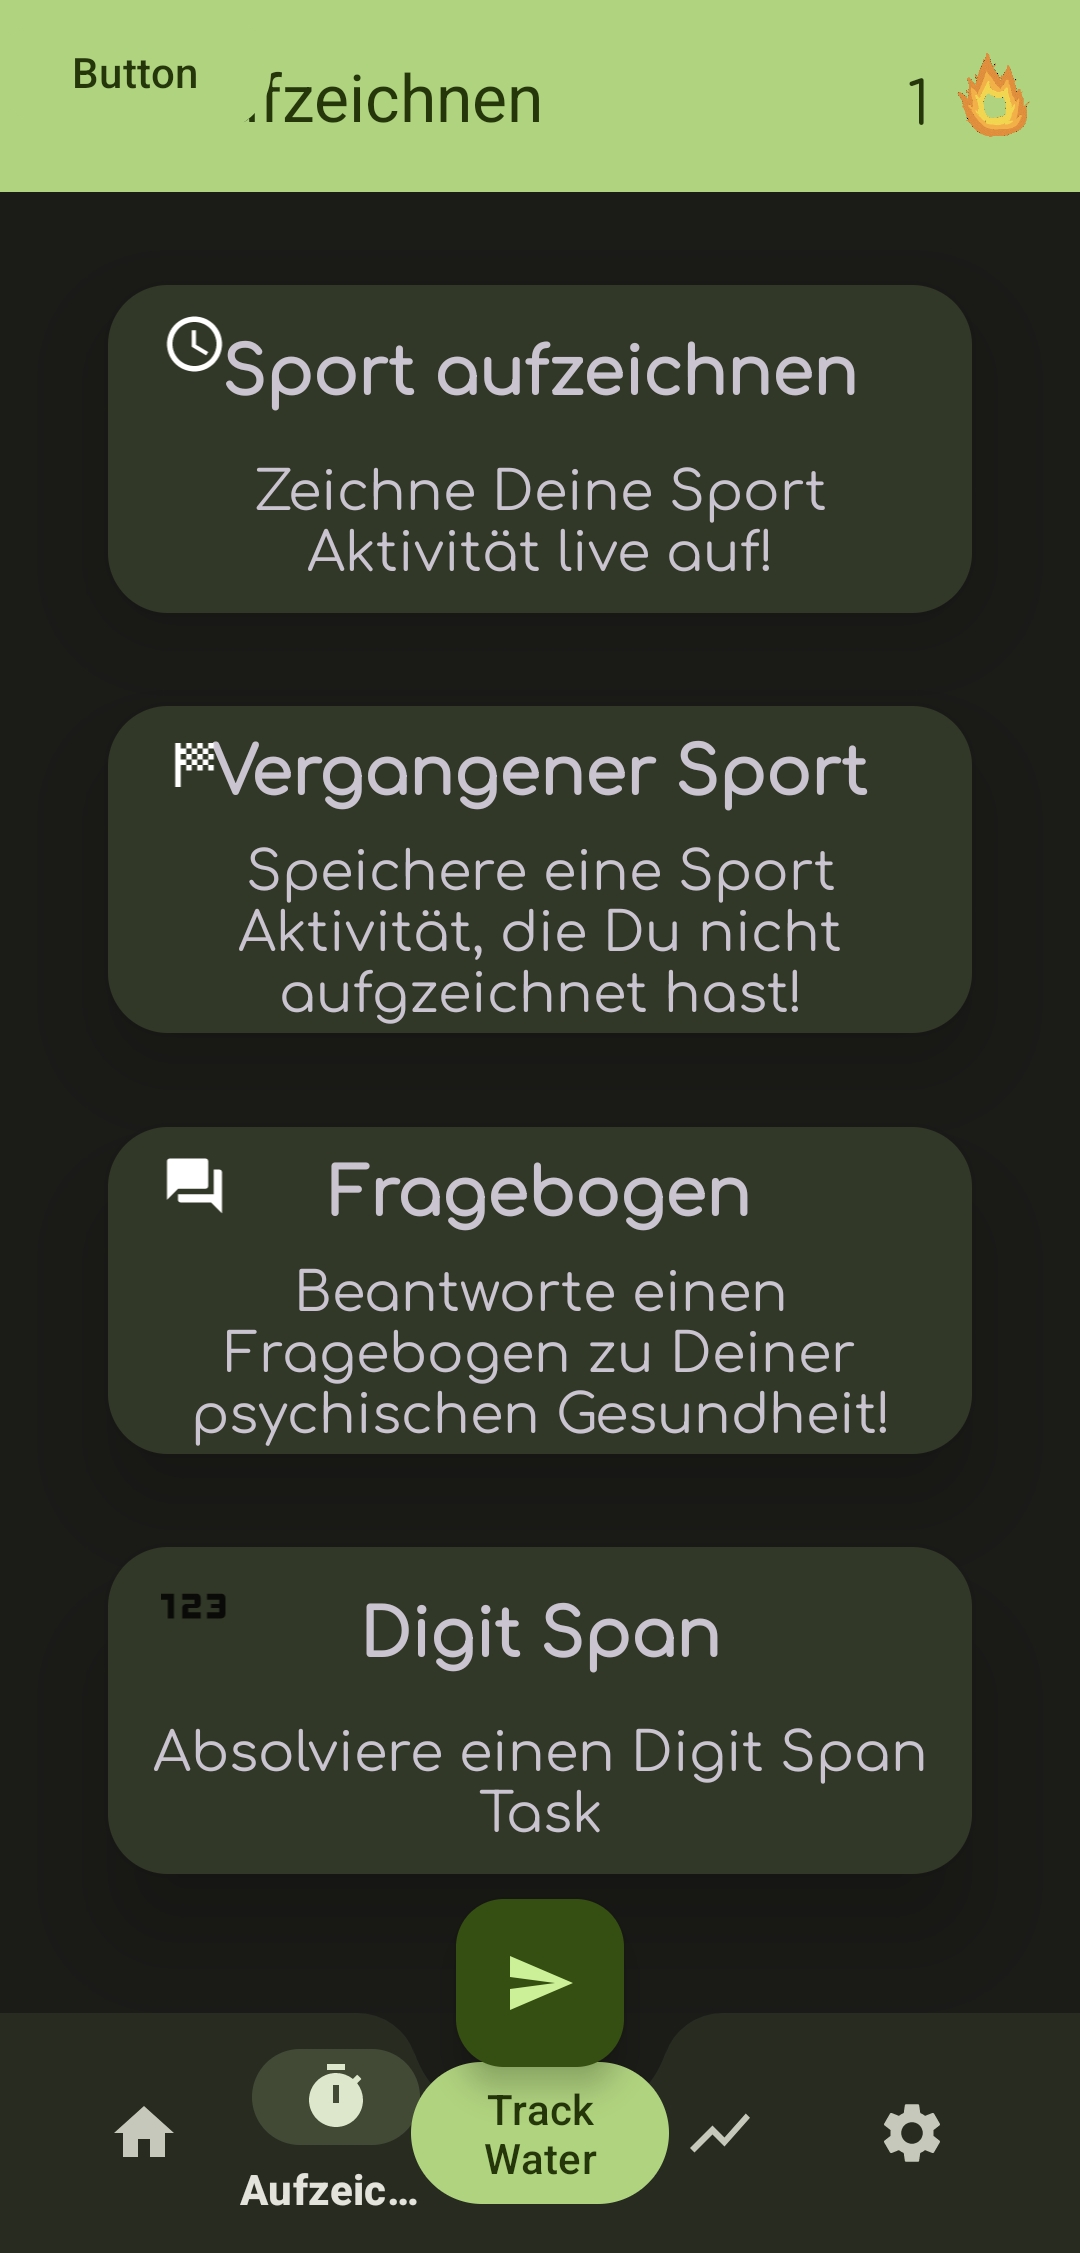 Button
fzeichnen
1
Sport aufzeichnen
Zeichne Deine Sport
Aktivität live auf!
Vergangener Sport
Speichere eine Sport
Aktivität, die Du nicht
aufgzeichnet hast!
Fragebogen
Beantworte einen
Fragebogen zu Deiner
psychischen Gesundheit!
123
Digit Span
Absolviere einen Digit Span
Task
Aufzeic...
Track
Water